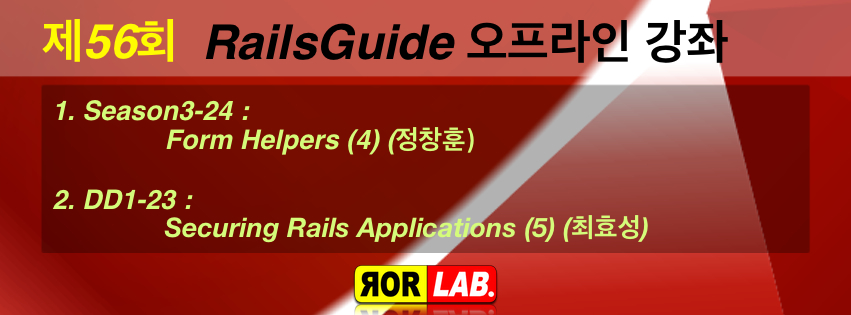 제56회 RailsGuide 오프라인 강좌
1. Season3-24 :
Form Helpers (4) (정창훈)
2. DD1-23 :
Securing Rails Applications (5) (최효성)
ЯOR LAB.